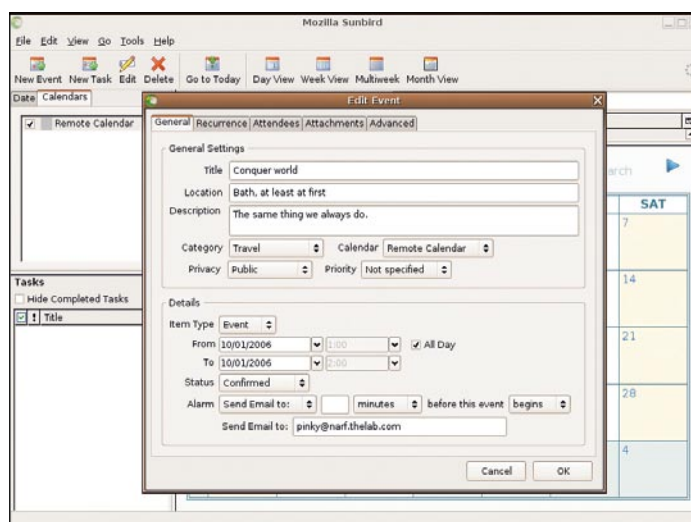 Mozilla Sunbird
File Edit View Go Tools Help
New Event New Task Edit Delete Go to Today Day View Week View Multiweek Month View
Date Calendars
Remote Calendar
Edit Event
General Recurrence Attendees Attachments Advanced
General Settings
Title Conquer world
Location Bath, at least at first
Description The same thing we always do.
Category Travel Calendar Remote Calendar
Privacy Public Priority Not specified
Details
Item Type Event
From 10/01/2006 1:00 All Day
To 10/01/2006 2:00
Status Confirmed
Alarm Send Email to: minutes before this event begins
Send Email to: pinky@narf.thelab.com
Cancel OK
Tasks
Hide Completed Tasks
! Title
arch
SAT
7
14
21
28
4